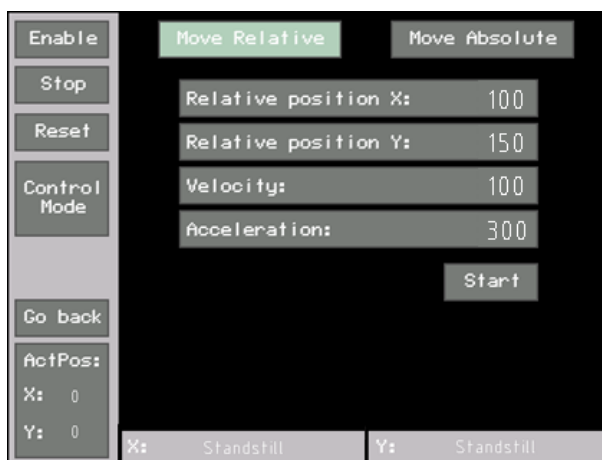 Enable
Stop
Reset
Control
Mode
Go back
ActPos:
X: 0
Y: 0
Move Relative
Move Absolute
Relative position X: 100
Relative position Y: 150
Velocity: 100
Acceleration: 300
Start
X: Standstill
Y: Standstill